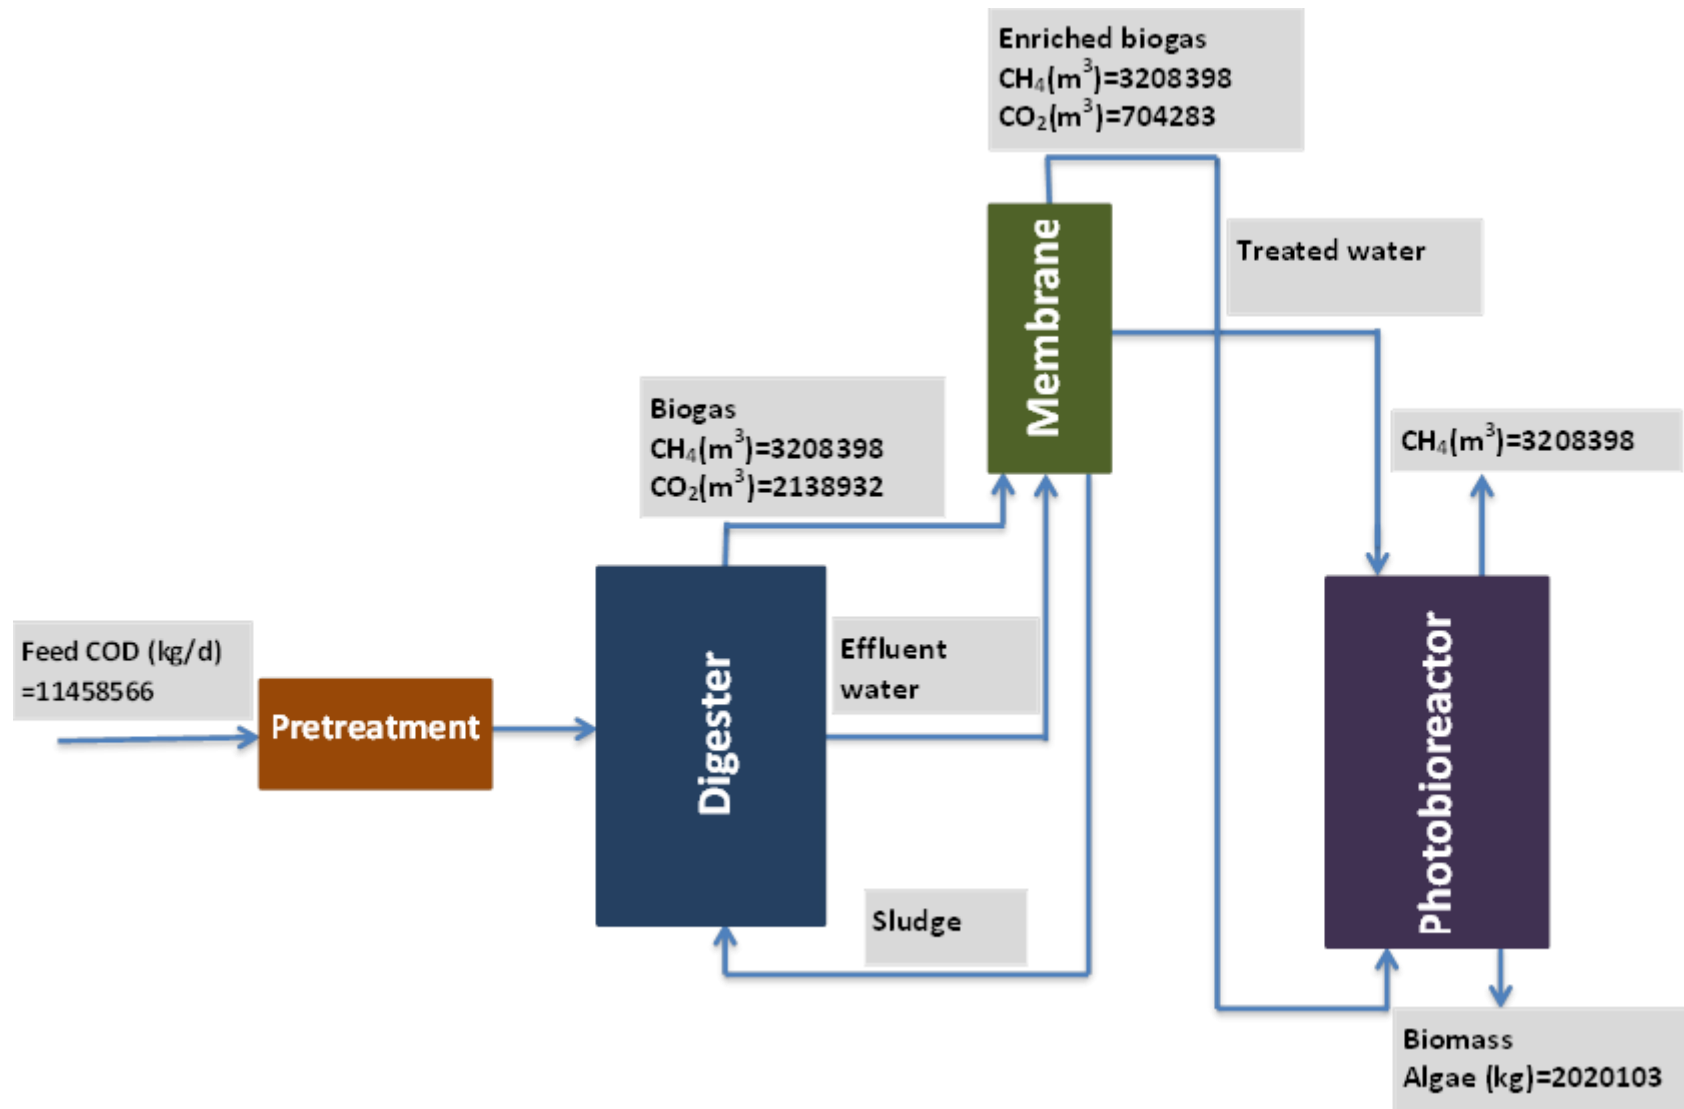 Enriched biogas
CH₄(m³)=3208398
CO₂(m³)=704283
Membrane
Treated water
Biogas
CH₄(m³)=3208398
CO₂(m³)=2138932
CH₄(m³)=3208398
Feed COD (kg/d)
=11458566
Pretreatment
Digester
Effluent
water
Photobioreactor
Sludge
Biomass
Algae (kg)=2020103